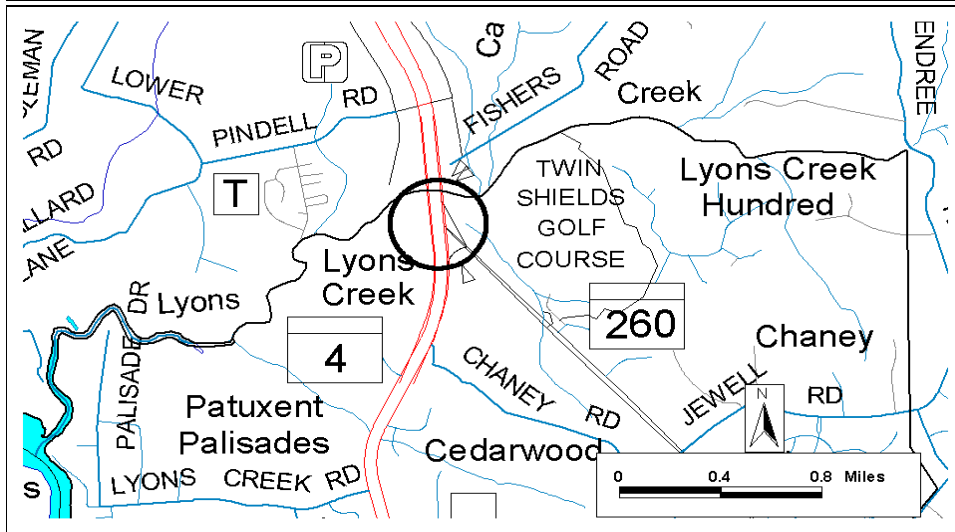 REMAN
RD
LOWER
P
RD
PINDELL
Ca
FISHERS
ROAD
Creek
ENDREE
T
LLARD
LANE
TWIN
SHIELDS
GOLF
COURSE
Lyons Creek
Hundred
Lyons
Creek
DR
Lyons
PALISADE
4
260
Chaney
CHANEY
RD
JEWELL
RD
N
Patuxent
Palisades
Cedarwood
LYONS CREEK RD
s
0 0.4 0.8 Miles